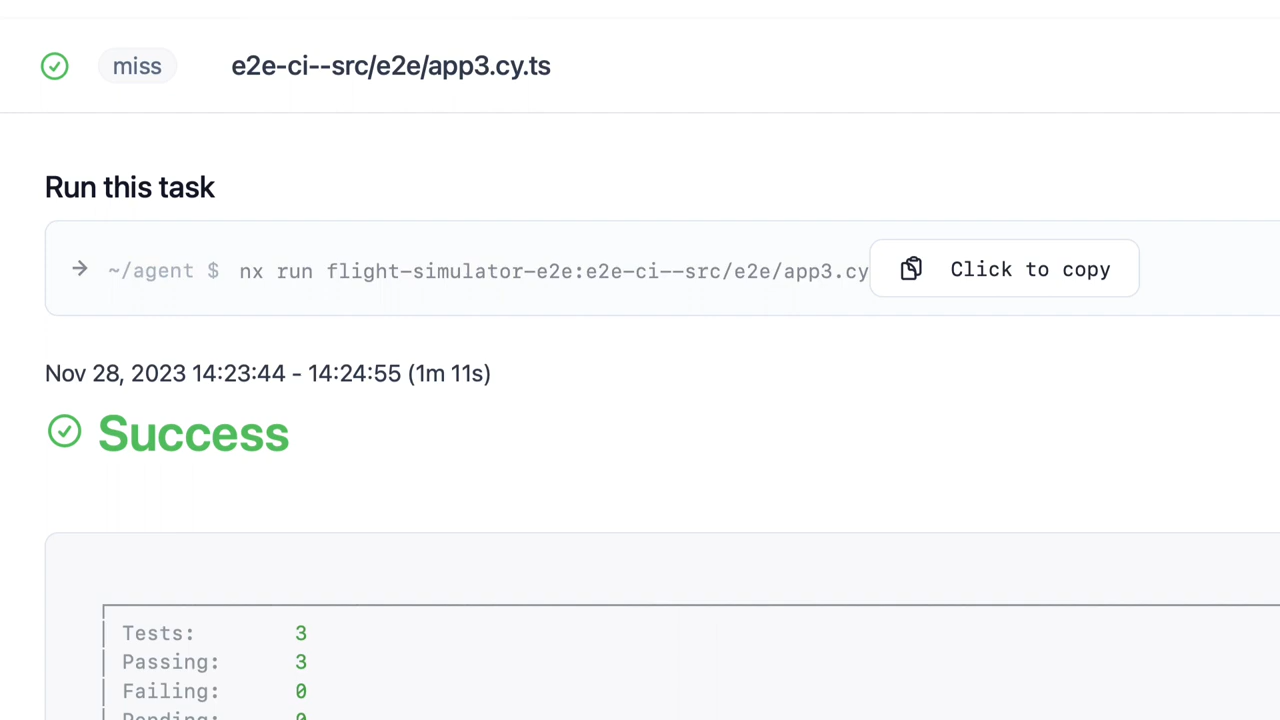 miss e2e-ci--src/e2e/app3.cy.ts
Run this task
~/agent $ nx run flight-simulator-e2e:e2e-ci--src/e2e/app3.cy
Click to copy
Nov 28, 2023 14:23:44 - 14:24:55 (1m 11s)
Success
Tests: 3
Passing: 3
Failing: 0
Pending: 0